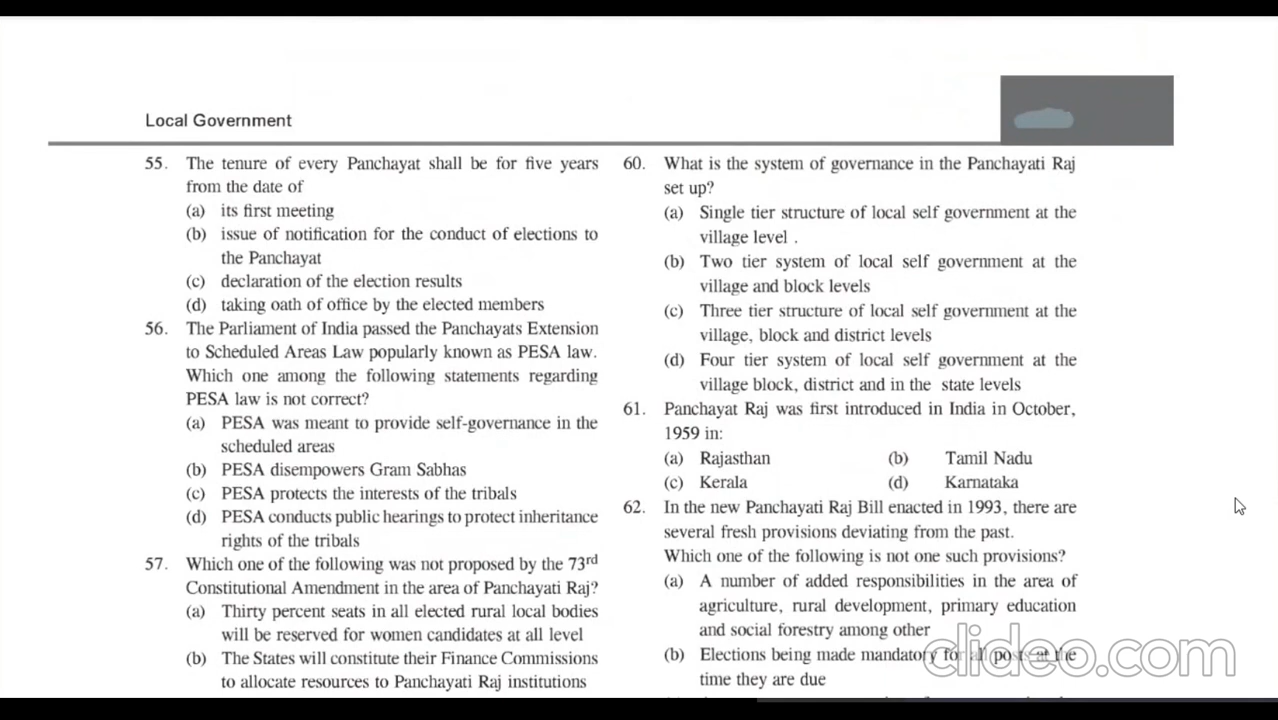 Local Government
55. The tenure of every Panchayat shall be for five years
from the date of
(a) its first meeting
(b) issue of notification for the conduct of elections to
the Panchayat
(c) declaration of the election results
(d) taking oath of office by the elected members
56. The Parliament of India passed the Panchayats Extension
to Scheduled Areas Law popularly known as PESA law.
Which one among the following statements regarding
PESA law is not correct?
(a) PESA was meant to provide self-governance in the
scheduled areas
(b) PESA disempowers Gram Sabhas
(c) PESA protects the interests of the tribals
(d) PESA conducts public hearings to protect inheritance
rights of the tribals
57. Which one of the following was not proposed by the 73rd
Constitutional Amendment in the area of Panchayati Raj?
(a) Thirty percent seats in all elected rural local bodies
will be reserved for women candidates at all level
(b) The States will constitute their Finance Commissions
to allocate resources to Panchayati Raj institutions
60. What is the system of governance in the Panchayati Raj
set up?
(a) Single tier structure of local self government at the
village level .
(b) Two tier system of local self government at the
village and block levels
(c) Three tier structure of local self government at the
village, block and district levels
(d) Four tier system of local self government at the
village block, district and in the state levels
61. Panchayat Raj was first introduced in India in October,
1959 in:
(a) Rajasthan (b) Tamil Nadu
(c) Kerala (d) Karnataka
62. In the new Panchayati Raj Bill enacted in 1993, there are
several fresh provisions deviating from the past.
Which one of the following is not one such provisions?
(a) A number of added responsibilities in the area of
agriculture, rural development, primary education
and social forestry among other
(b) Elections being made mandatory for all posts at the
time they are due
clideo.com